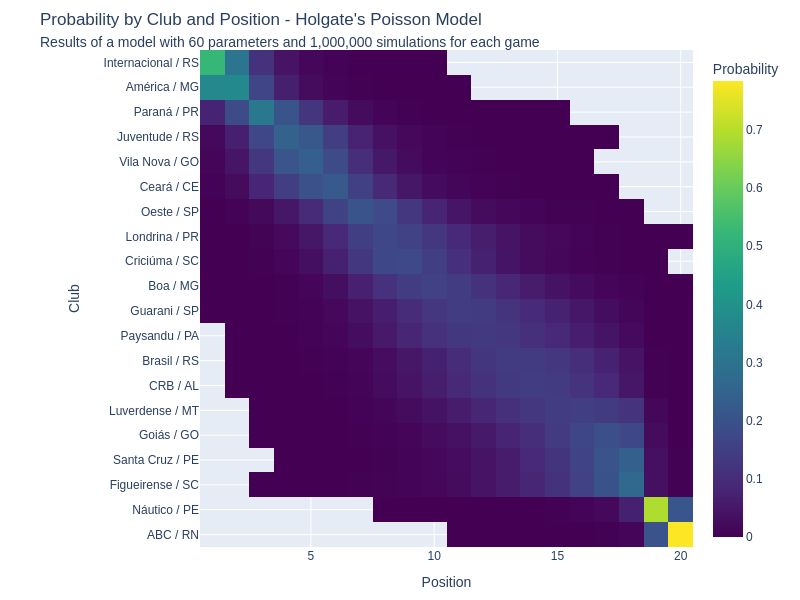 Probability by Club and Position - Holgate's Poisson Model
Results of a model with 60 parameters and 1,000,000 simulations for each game
Probability
Internacional / RS
América / MG
Paraná / PR
Juventude / RS
Vila Nova / GO
Ceará / CE
Oeste / SP
Londrina / PR
Criciúma / SC
Boa / MG
Guarani / SP
Paysandu / PA
Brasil / RS
CRB / AL
Luverdense / MT
Goiás / GO
Santa Cruz / PE
Figueirense / SC
Náutico / PE
ABC / RN
Club
0.7
0.6
0.5
0.4
0.3
0.2
0.1
0
5
10
15
20
Position